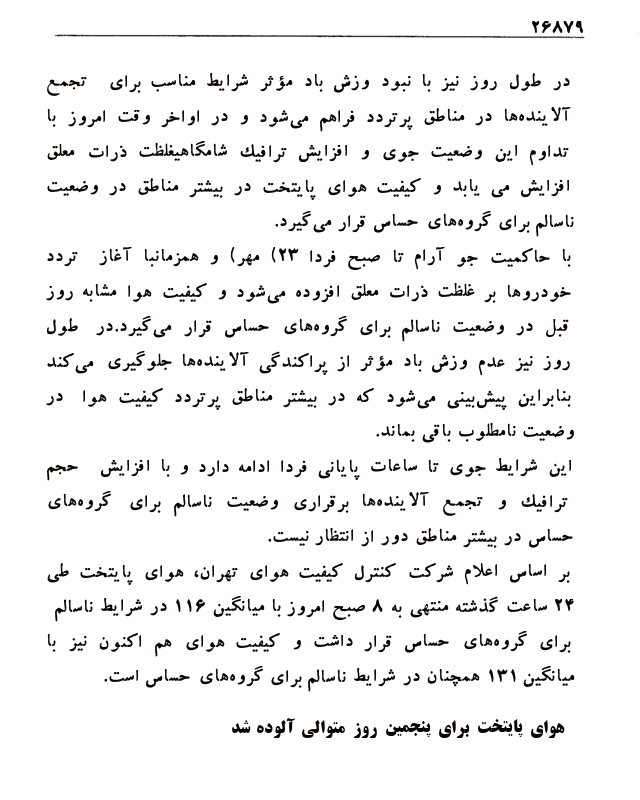 ۲۶۸۷۹
در طول روز نیز با نبود وزش باد مؤثر شرایط مناسب برای تجمع
آلاینده‌ها در مناطق پرتردد فراهم می‌شود و در اواخر وقت امروز با
تداوم این وضعیت جوی و افزایش ترافیك شامگاهیغلظت ذرات معلق
افزایش می یابد و کیفیت هوای پایتخت در بیشتر مناطق در وضعیت
ناسالم برای گروه‌های حساس قرار می‌گیرد.
با حاکمیت جو آرام تا صبح فردا ۲۳) مهر) و همزمانبا آغاز تردد
خودروها بر غلظت ذرات معلق افزوده می‌شود و کیفیت هوا مشابه روز
قبل در وضعیت ناسالم برای گروه‌های حساس قرار می‌گیرد.در طول
روز نیز عدم وزش باد مؤثر از پراکندگی آلاینده‌ها جلوگیری می‌کند
بنابراین پیش‌بینی می‌شود که در بیشتر مناطق پرتردد کیفیت هوا در
وضعیت نامطلوب باقی بماند.
این شرایط جوی تا ساعات پایانی فردا ادامه دارد و با افزایش حجم
ترافیك و تجمع آلاینده‌ها برقراری وضعیت ناسالم برای گروه‌های
حساس در بیشتر مناطق دور از انتظار نیست.
بر اساس اعلام شرکت کنترل کیفیت هوای تهران، هوای پایتخت طی
۲۴ ساعت گذشته منتهی به ۸ صبح امروز با میانگین ۱۱۶ در شرایط ناسالم
برای گروه‌های حساس قرار داشت و کیفیت هوای هم اکنون نیز با
میانگین ۱۳۱ همچنان در شرایط ناسالم برای گروه‌های حساس است.
هوای پایتخت برای پنجمین روز متوالی آلوده شد